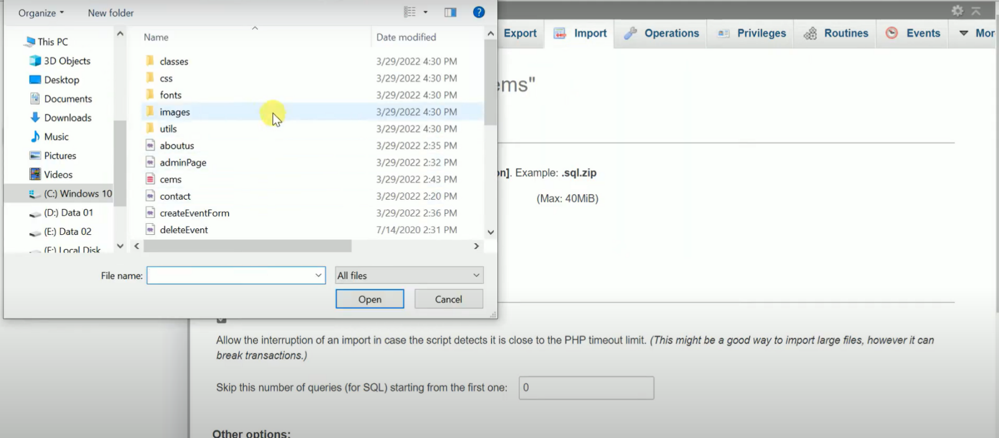 Organize
New folder
Name
Date modified
This PC
3D Objects
Desktop
Documents
Downloads
Music
Pictures
Videos
(C:) Windows 10
(D:) Data 01
(E:) Data 02
(F:) Local Disk
classes 3/29/2022 4:30 PM
css 3/29/2022 4:30 PM
fonts 3/29/2022 4:30 PM
images 3/29/2022 4:30 PM
utils 3/29/2022 4:30 PM
aboutus 3/29/2022 2:35 PM
adminPage 3/29/2022 2:32 PM
cems 3/29/2022 2:43 PM
contact 3/29/2022 2:20 PM
createEventForm 3/29/2022 2:36 PM
deleteEvent 7/14/2020 2:31 PM
File name:
All files
Open
Cancel
Export
Import
Operations
Privileges
Routines
Events
Mor
ems"
on]. Example: .sql.zip
(Max: 40MiB)
Allow the interruption of an import in case the script detects it is close to the PHP timeout limit. (This might be a good way to import large files, however it can
break transactions.)
Skip this number of queries (for SQL) starting from the first one: 0
Other options: